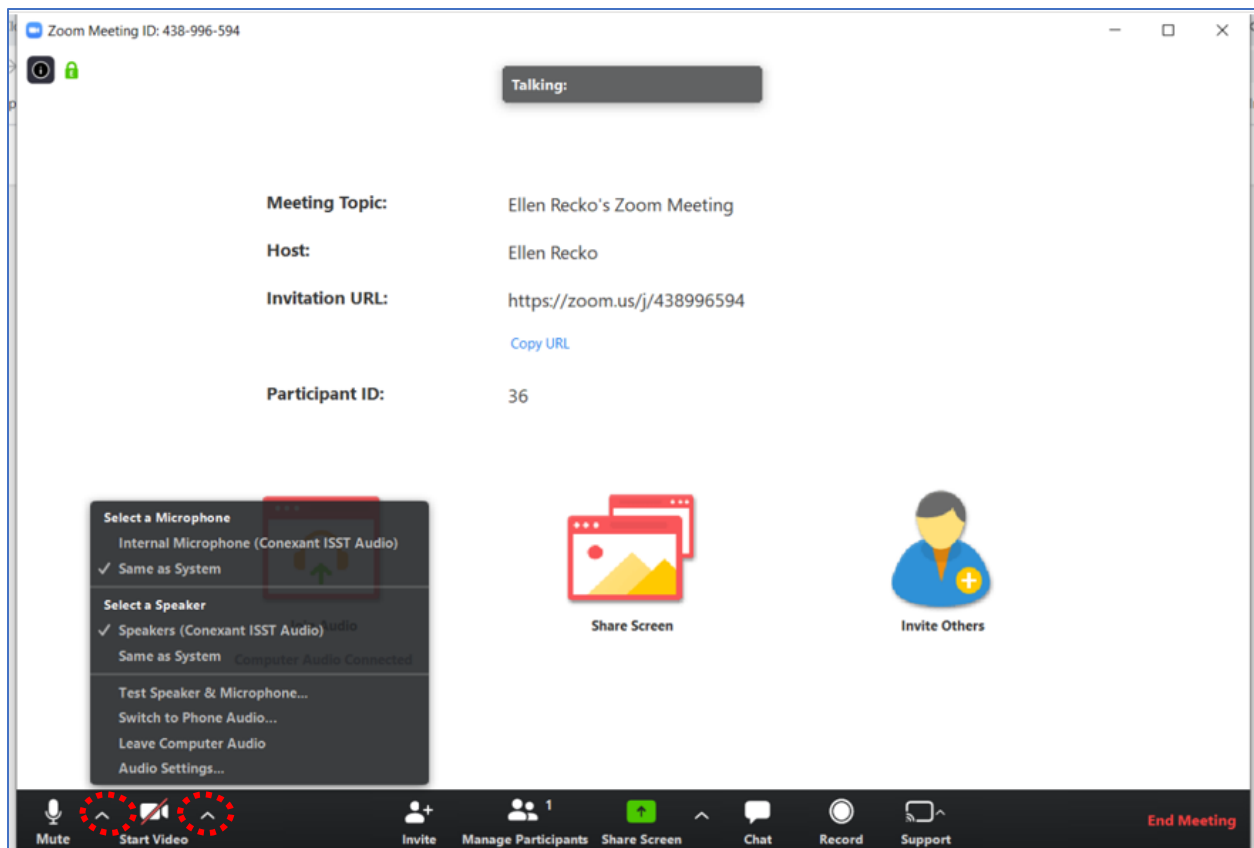 Zoom Meeting ID: 438-996-594
Talking:
Meeting Topic: Ellen Recko's Zoom Meeting
Host: Ellen Recko
Invitation URL: https://zoom.us/j/438996594
Copy URL
Participant ID: 36
Select a Microphone
Internal Microphone (Conexant ISST Audio)
✓ Same as System
Select a Speaker
✓ Speakers (Conexant ISST Audio)
Same as System
Computer Audio Connected
Test Speaker & Microphone...
Switch to Phone Audio...
Leave Computer Audio
Audio Settings...
Share Screen
Invite Others
Mute Start Video Invite Manage Participants 1 Share Screen Chat Record Support End Meeting